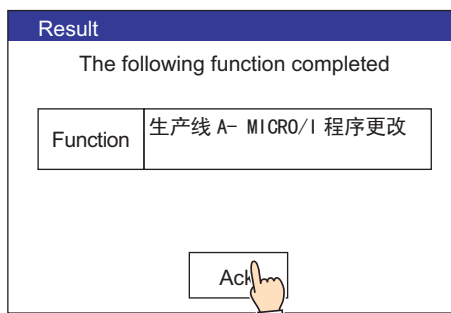 Result
The following function completed
Function
生产线 A- MICRO/I 程序更改
Ack